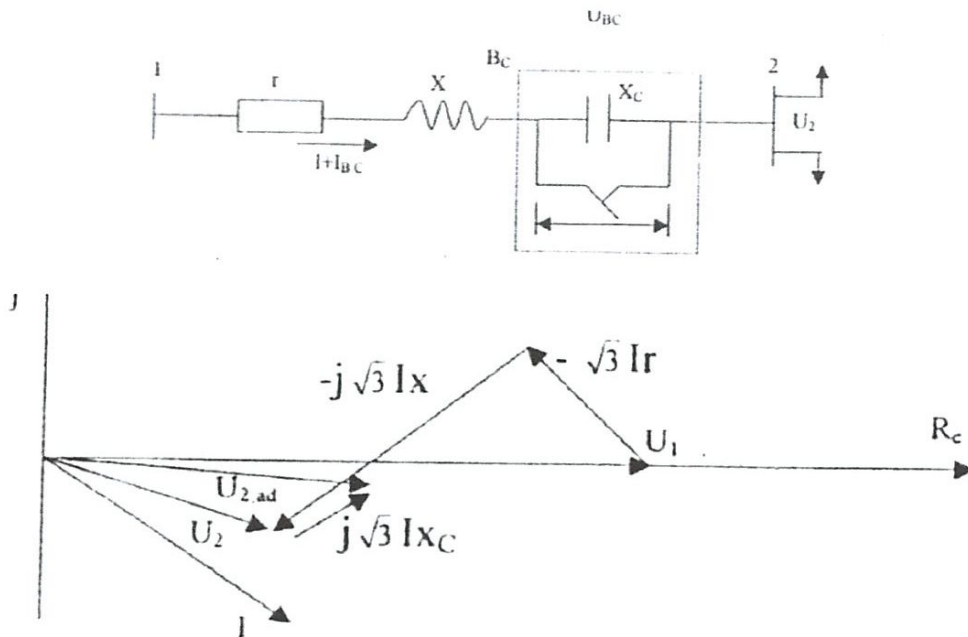 U_BC
1
r
X
B_C
X_C
2
U_2
I+I_BC
j
-j √3 Ix
- √3 Ir
U_1
R_e
U_2,ad
U_2
j √3 Ix_C
I